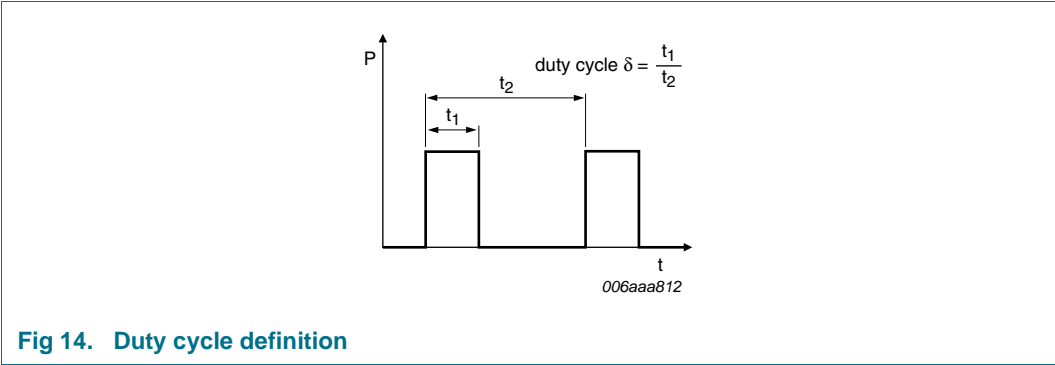 P
duty cycle δ = t1
t2
t2
t1
t
006aaa812
Fig 14. Duty cycle definition